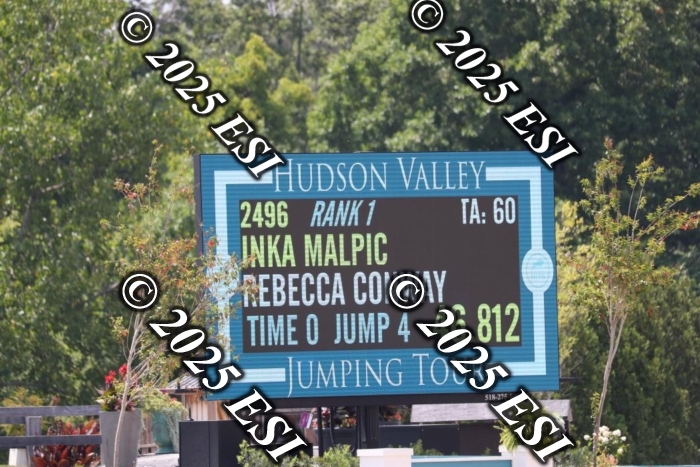 © 2025 ESI
© 2025 ESI
HUDSON VALLEY
2496 RANK 1 TA: 60
INKA MALPIC
REBECCA
TIME 0 JUMP 4 812
JUMPING TOUR
© 2025 ESI
© 2025 ESI